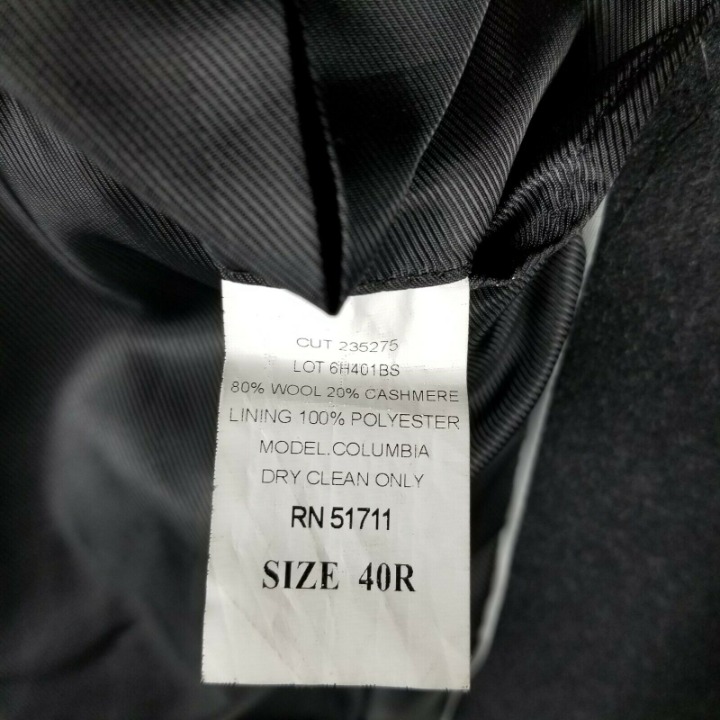 CUT 235275
LOT 6H401BS
80% WOOL 20% CASHMERE
LINING 100% POLYESTER
MODEL.COLUMBIA
DRY CLEAN ONLY
RN 51711
SIZE 40R